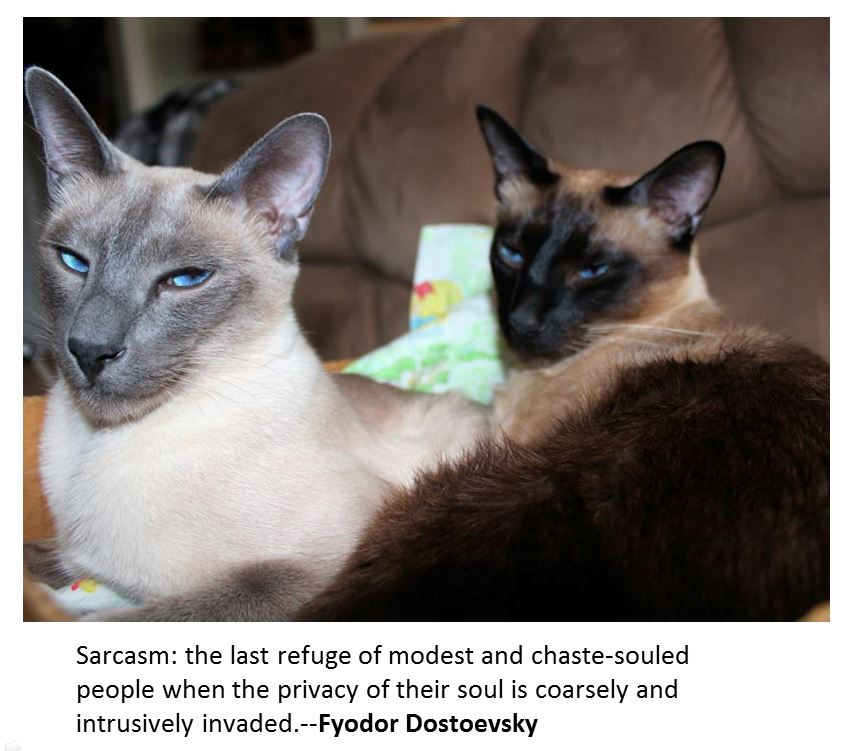 Sarcasm: the last refuge of modest and chaste-souled
people when the privacy of their soul is coarsely and
intrusively invaded.--Fyodor Dostoevsky